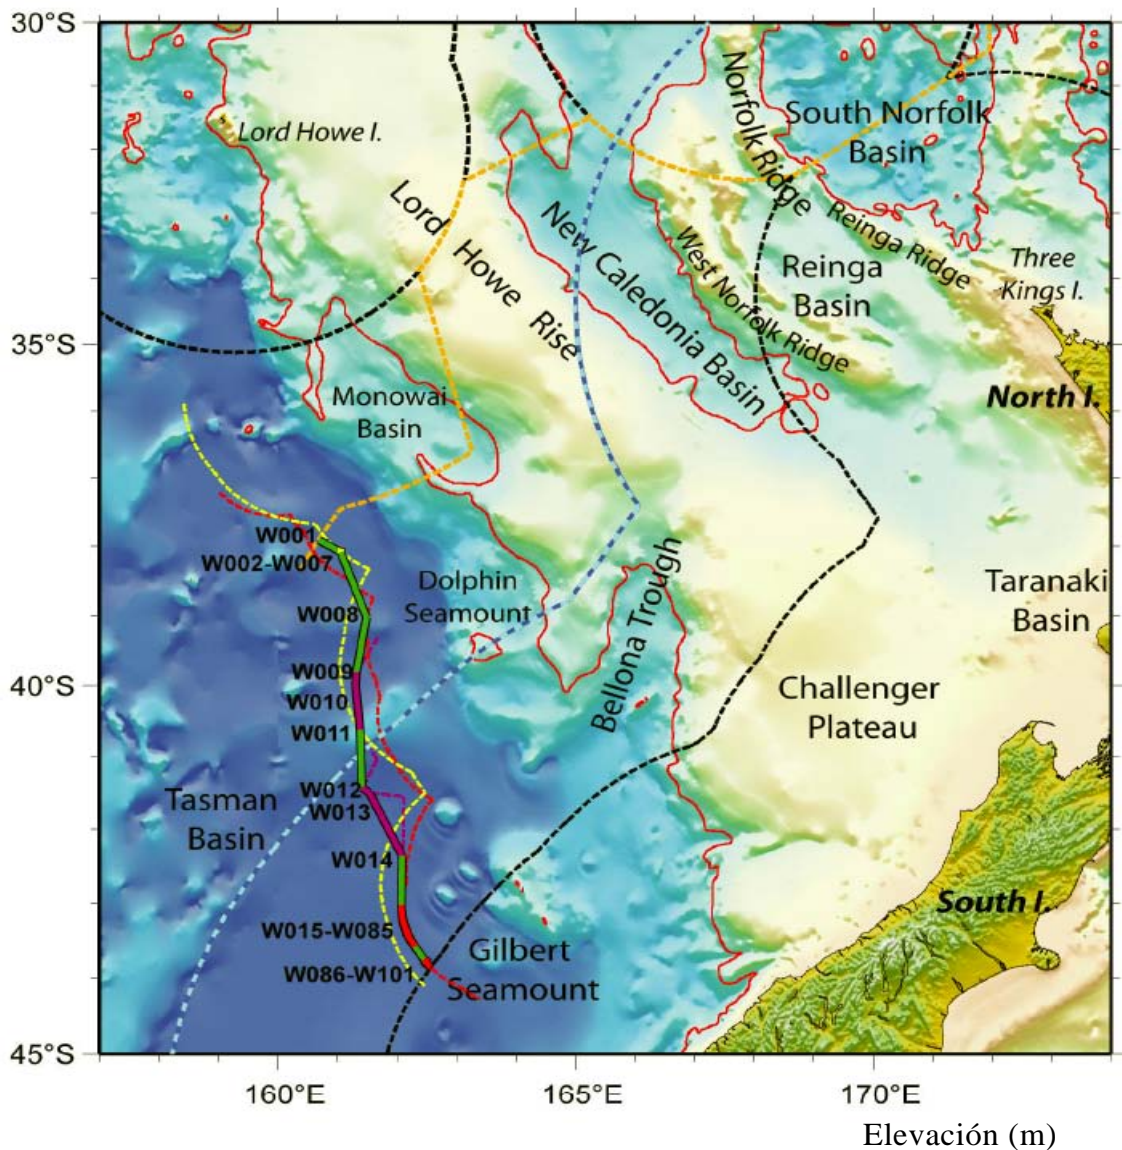 30°S
35°S
40°S
45°S
160°E
165°E
170°E
Lord Howe I.
Norfolk Ridge
South Norfolk
Basin
Lord Howe Rise
New Caledonia Basin
West Norfolk Ridge
Reinga Ridge
Reinga
Basin
Three
Kings I.
North I.
Monowai
Basin
W001
W002-W007
W008
W009
W010
W011
W012
W013
W014
W015-W085
W086-W101
Dolphin
Seamount
Bellona Trough
Taranaki
Basin
Challenger
Plateau
Tasman
Basin
Gilbert
Seamount
South I.
Elevación (m)